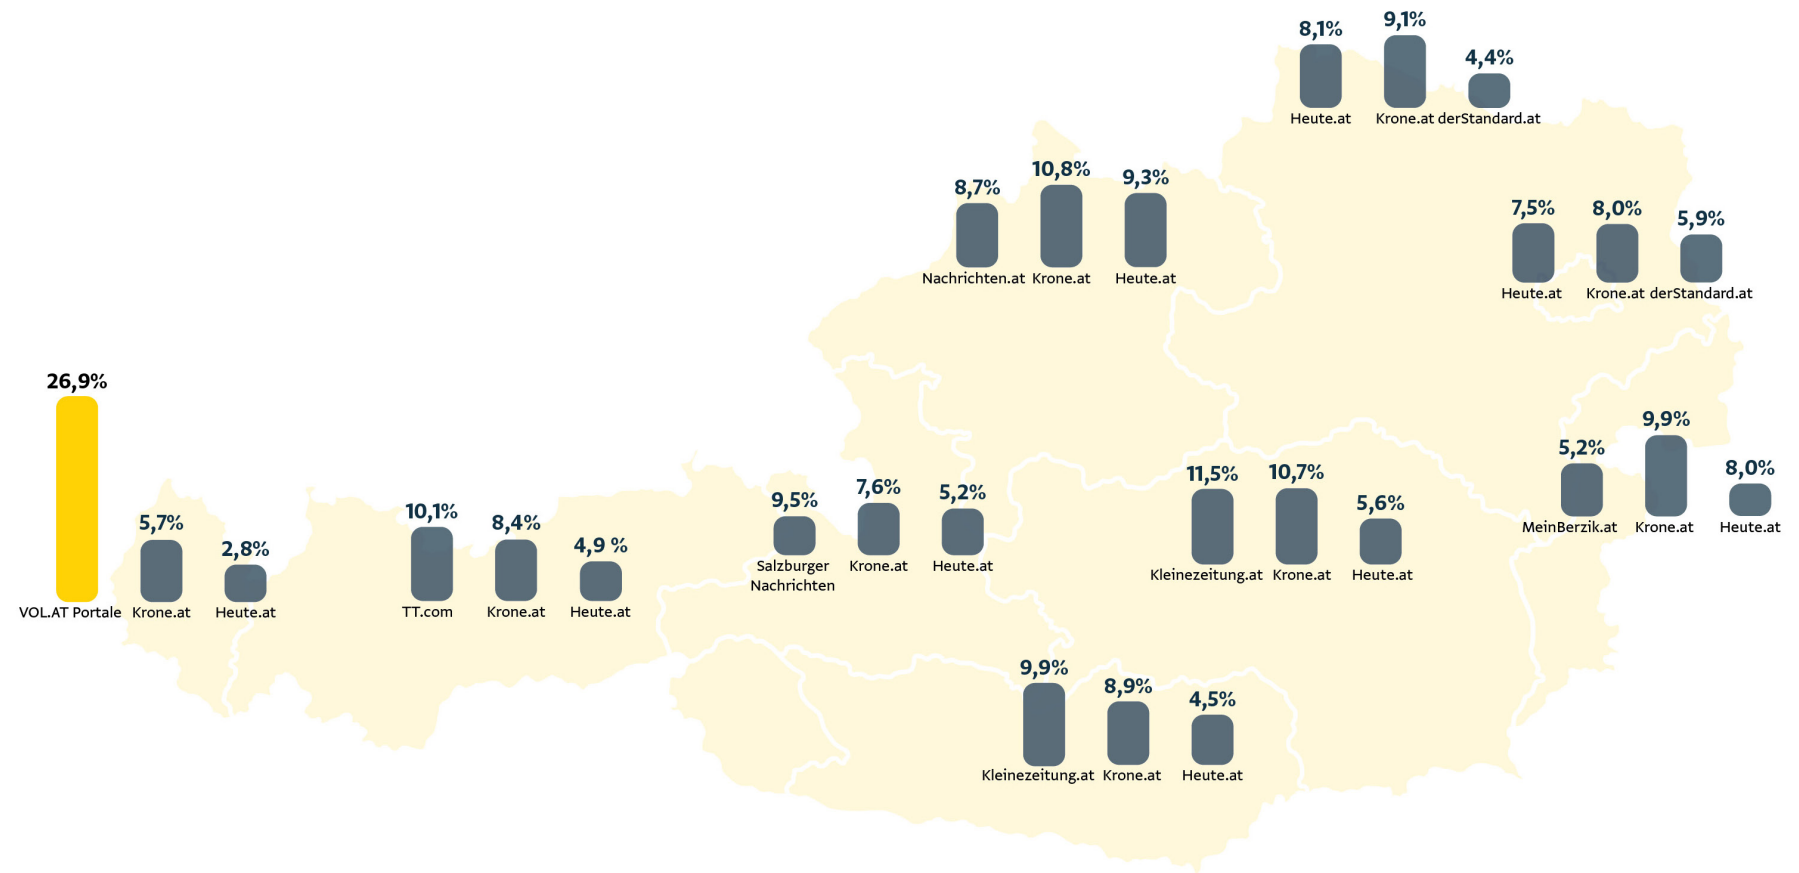 8,1% 9,1% 4,4%
Heute.at Krone.at derStandard.at
8,7% 10,8% 9,3%
Nachrichten.at Krone.at Heute.at
7,5% 8,0% 5,9%
Heute.at Krone.at derStandard.at
26,9% 5,7% 2,8%
VOL.AT Portale Krone.at Heute.at
10,1% 8,4% 4,9 %
TT.com Krone.at Heute.at
9,5% 7,6% 5,2%
Salzburger Krone.at Heute.at
Nachrichten
11,5% 10,7% 5,6%
Kleinezeitung.at Krone.at Heute.at
5,2% 9,9% 8,0%
MeinBerzik.at Krone.at Heute.at
9,9% 8,9% 4,5%
Kleinezeitung.at Krone.at Heute.at